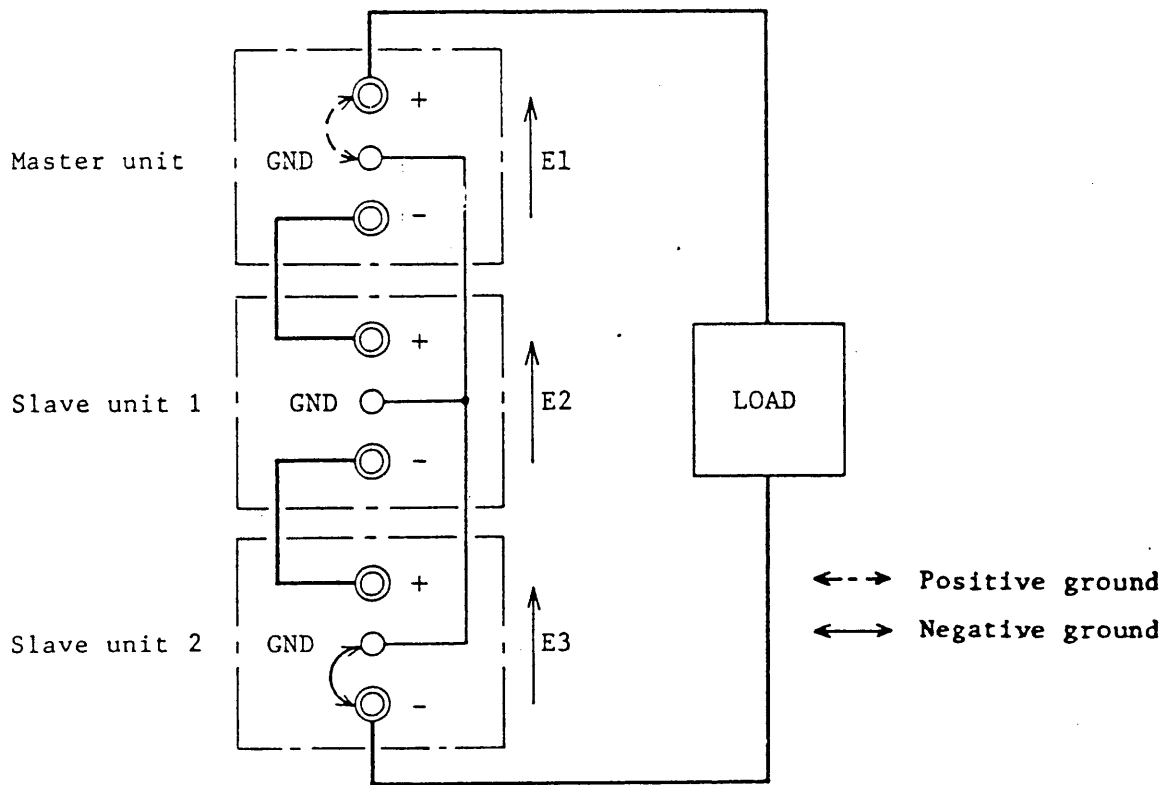 +
Master unit
GND
E1
-
+
Slave unit 1
GND
E2
LOAD
-
+
Positive ground
Slave unit 2
GND
E3
Negative ground
-